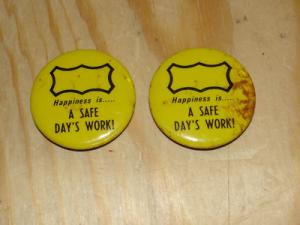 Happiness is.....
A SAFE
DAY'S WORK!
Happiness is.....
A SAFE
DAY'S WORK!